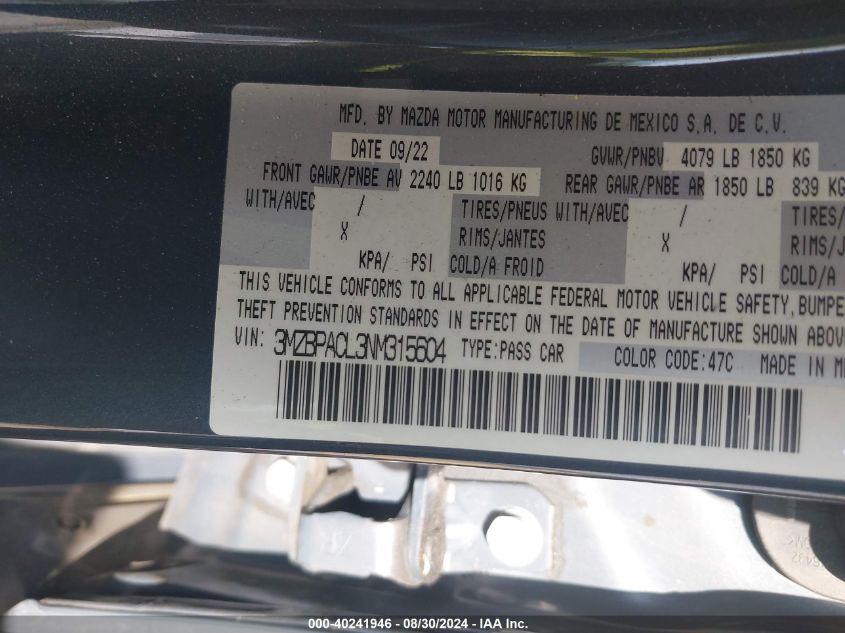 MFD. BY MAZDA MOTOR MANUFACTURING DE MEXICO S.A. DE C.V.
DATE 09/22 GVWR/PNBV 4079 LB 1850 KG
FRONT GAWR/PNBE AV 2240 LB 1016 KG REAR GAWR/PNBE AR 1850 LB 839 KG
WITH/AVEC / TIRES/PNEUS WITH/AVEC / TIRES/
X RIMS/JANTES X RIMS/J
KPA/ PSI COLD/A FROID KPA/ PSI COLD/A
THIS VEHICLE CONFORMS TO ALL APPLICABLE FEDERAL MOTOR VEHICLE SAFETY, BUMPE
THEFT PREVENTION STANDARDS IN EFFECT ON THE DATE OF MANUFACTURE SHOWN ABOV
VIN: 3MZBPACL3NM315504 TYPE:PASS CAR COLOR CODE:47C MADE IN M
000-40241946 - 08/30/2024 - IAA Inc.